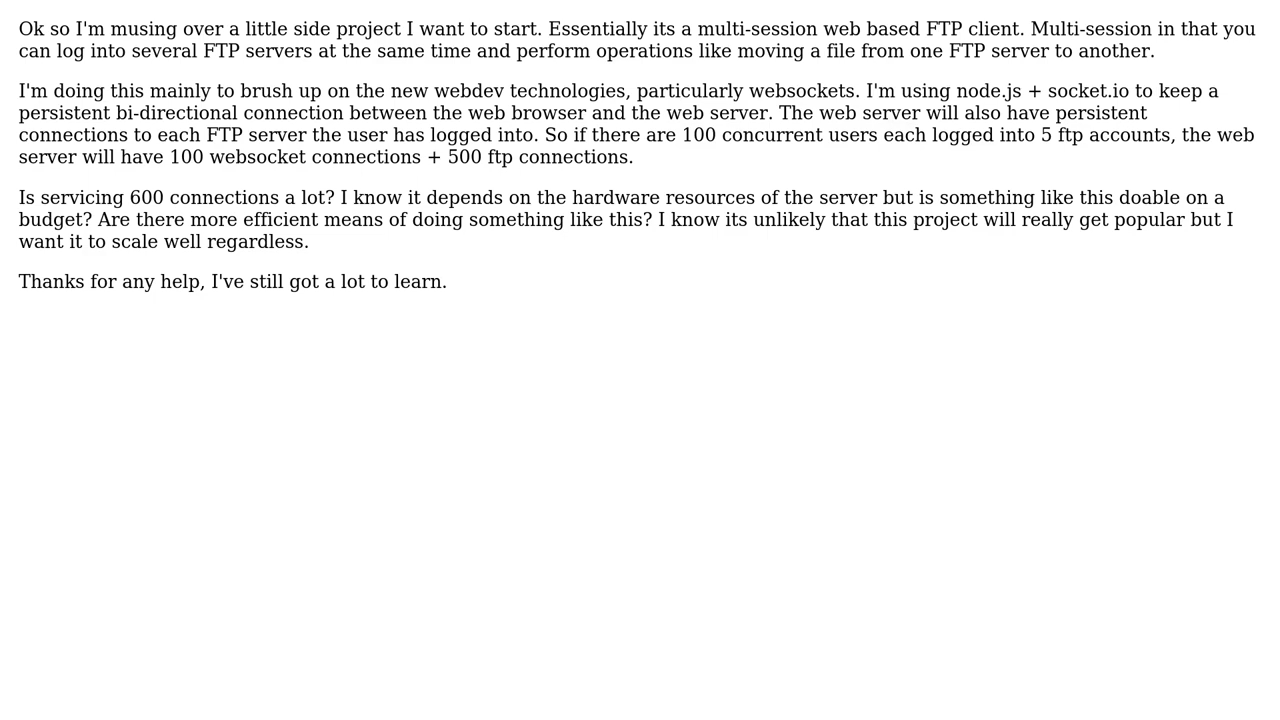 Ok so I'm musing over a little side project I want to start. Essentially its a multi-session web based FTP client. Multi-session in that you
can log into several FTP servers at the same time and perform operations like moving a file from one FTP server to another.
I'm doing this mainly to brush up on the new webdev technologies, particularly websockets. I'm using node.js + socket.io to keep a
persistent bi-directional connection between the web browser and the web server. The web server will also have persistent
connections to each FTP server the user has logged into. So if there are 100 concurrent users each logged into 5 ftp accounts, the web
server will have 100 websocket connections + 500 ftp connections.
Is servicing 600 connections a lot? I know it depends on the hardware resources of the server but is something like this doable on a
budget? Are there more efficient means of doing something like this? I know its unlikely that this project will really get popular but I
want it to scale well regardless.
Thanks for any help, I've still got a lot to learn.